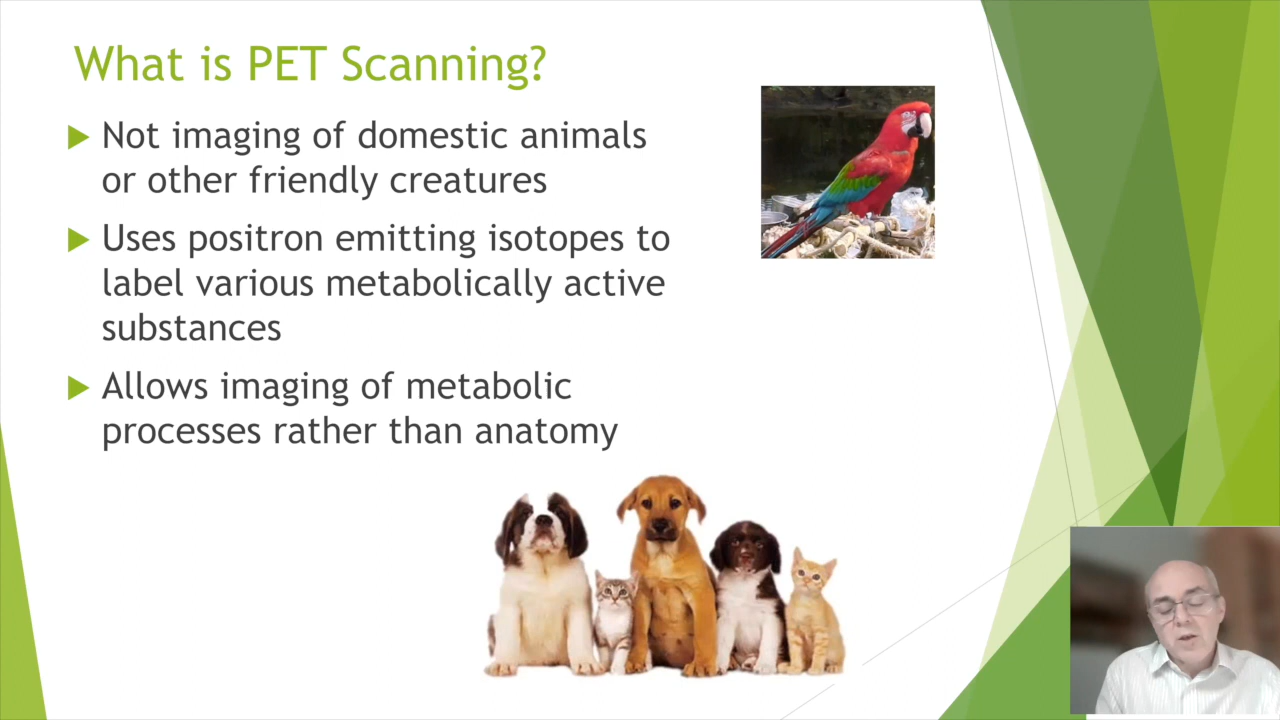 What is PET Scanning?
Not imaging of domestic animals
or other friendly creatures
Uses positron emitting isotopes to
label various metabolically active
substances
Allows imaging of metabolic
processes rather than anatomy